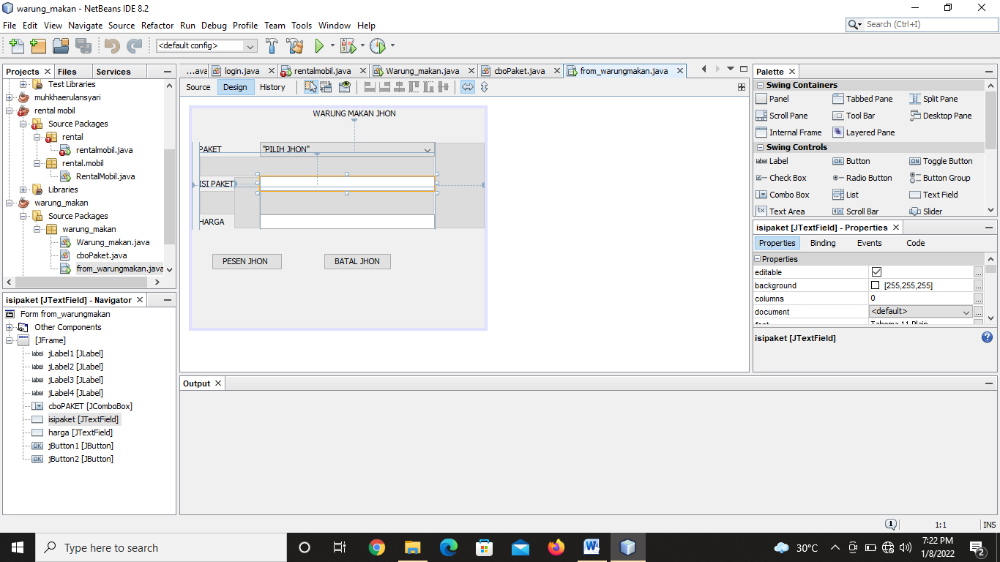 warung_makan - NetBeans IDE 8.2
File Edit View Navigate Source Refactor Run Debug Profile Team Tools Window Help
Search (Ctrl+I)
<default config>
Projects Files Services
Test Libraries
muhkhaerulansyari
rental mobil
Source Packages
rental
rentalmobil.java
rental.mobil
RentalMobil.java
Libraries
warung_makan
Source Packages
warung_makan
Warung_makan.java
cboPaket.java
from_warungmakan.java
...ava login.java rentalmobil.java Warung_makan.java cboPaket.java from_warungmakan.java
Source Design History
WARUNG MAKAN JHON
PAKET "PILIH JHON"
ISI PAKET
HARGA
PESEN JHON BATAL JHON
Palette
Swing Containers
Panel Tabbed Pane Split Pane
Scroll Pane Tool Bar Desktop Pane
Internal Frame Layered Pane
Swing Controls
label Label OK Button ON Toggle Button
Check Box Radio Button Button Group
Combo Box List Text Field
Text Area Scroll Bar Slider
isipaket [JTextField] - Properties
Properties Binding Events Code
Properties
editable
background [255,255,255]
columns 0
document <default>
font Tahoma 11 Plain
isipaket [JTextField]
isipaket [JTextField] - Navigator
Form from_warungmakan
Other Components
[JFrame]
label jLabel1 [JLabel]
label jLabel2 [JLabel]
label jLabel3 [JLabel]
label jLabel4 [JLabel]
cboPAKET [JComboBox]
isipaket [JTextField]
harga [JTextField]
OK jButton1 [JButton]
OK jButton2 [JButton]
Output
1 1:1 INS
Type here to search
30°C
7:22 PM
1/8/2022
2